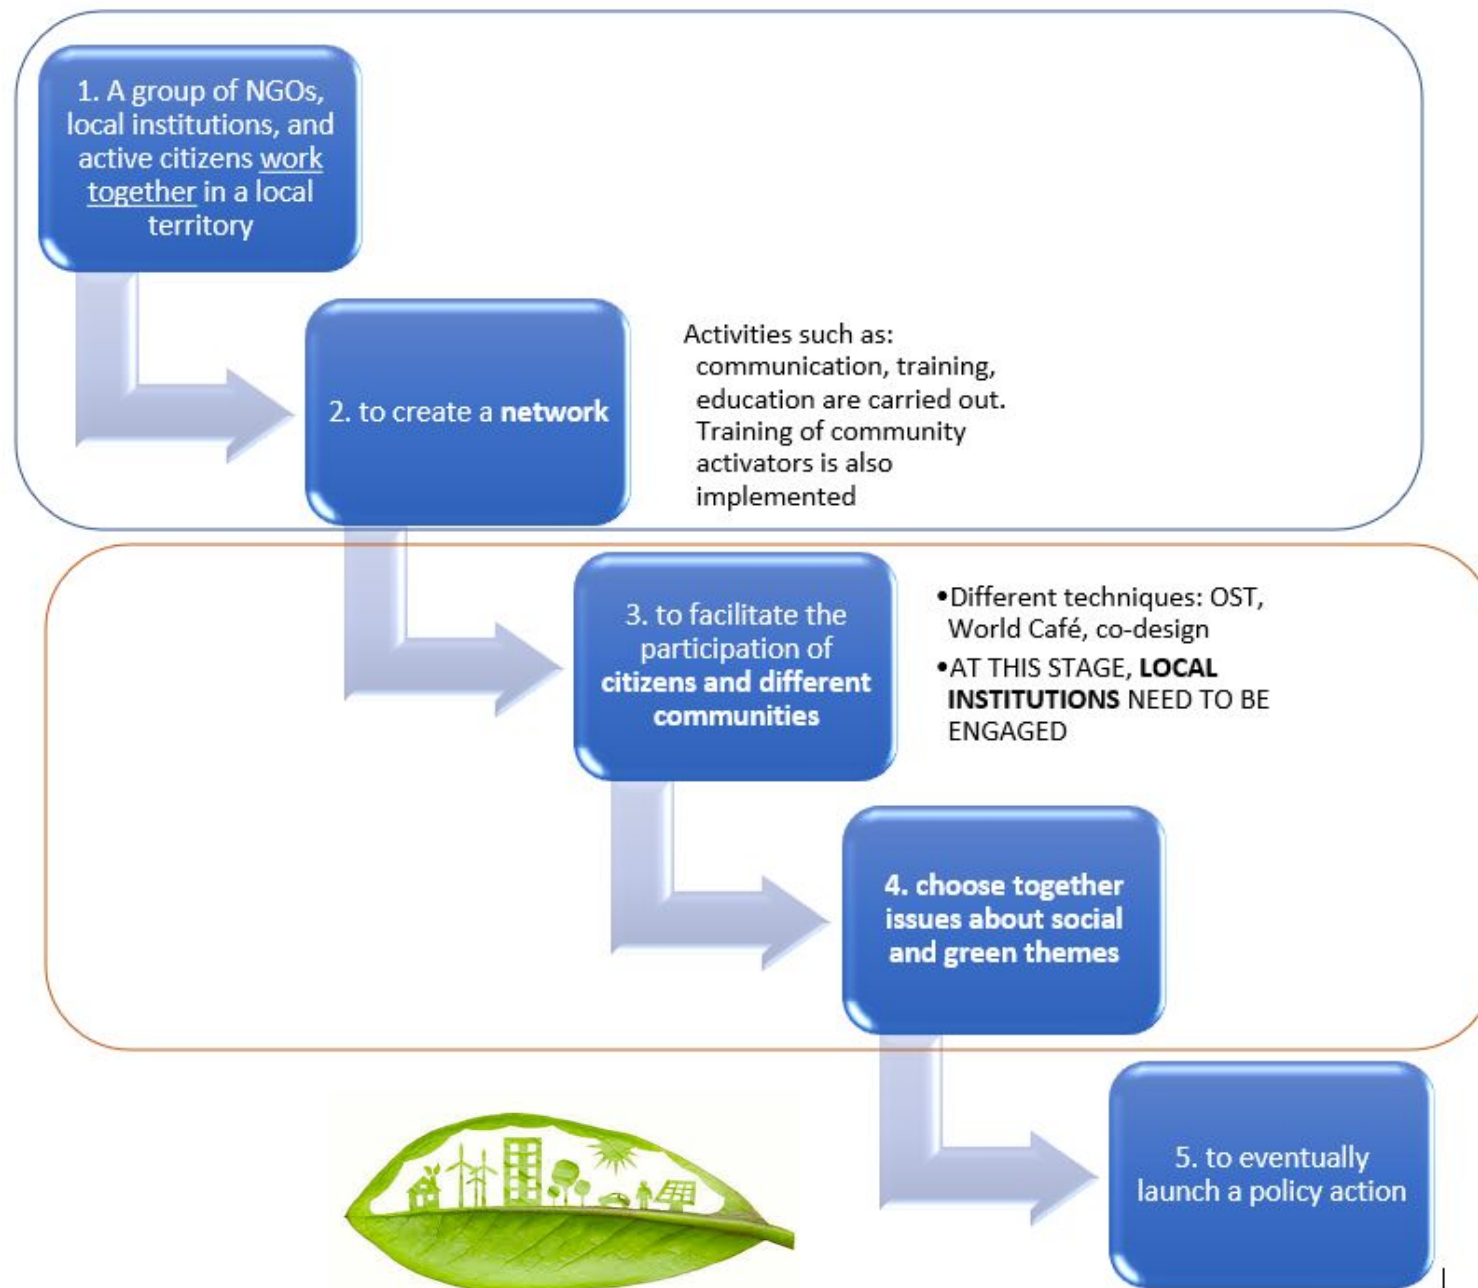 1. A group of NGOs,
local institutions, and
active citizens work
together in a local
territory
2. to create a network
Activities such as:
communication, training,
education are carried out.
Training of community
activators is also
implemented
3. to facilitate the
participation of
citizens and different
communities
•Different techniques: OST,
World Café, co-design
•AT THIS STAGE, LOCAL
INSTITUTIONS NEED TO BE
ENGAGED
4. choose together
issues about social
and green themes
5. to eventually
launch a policy action